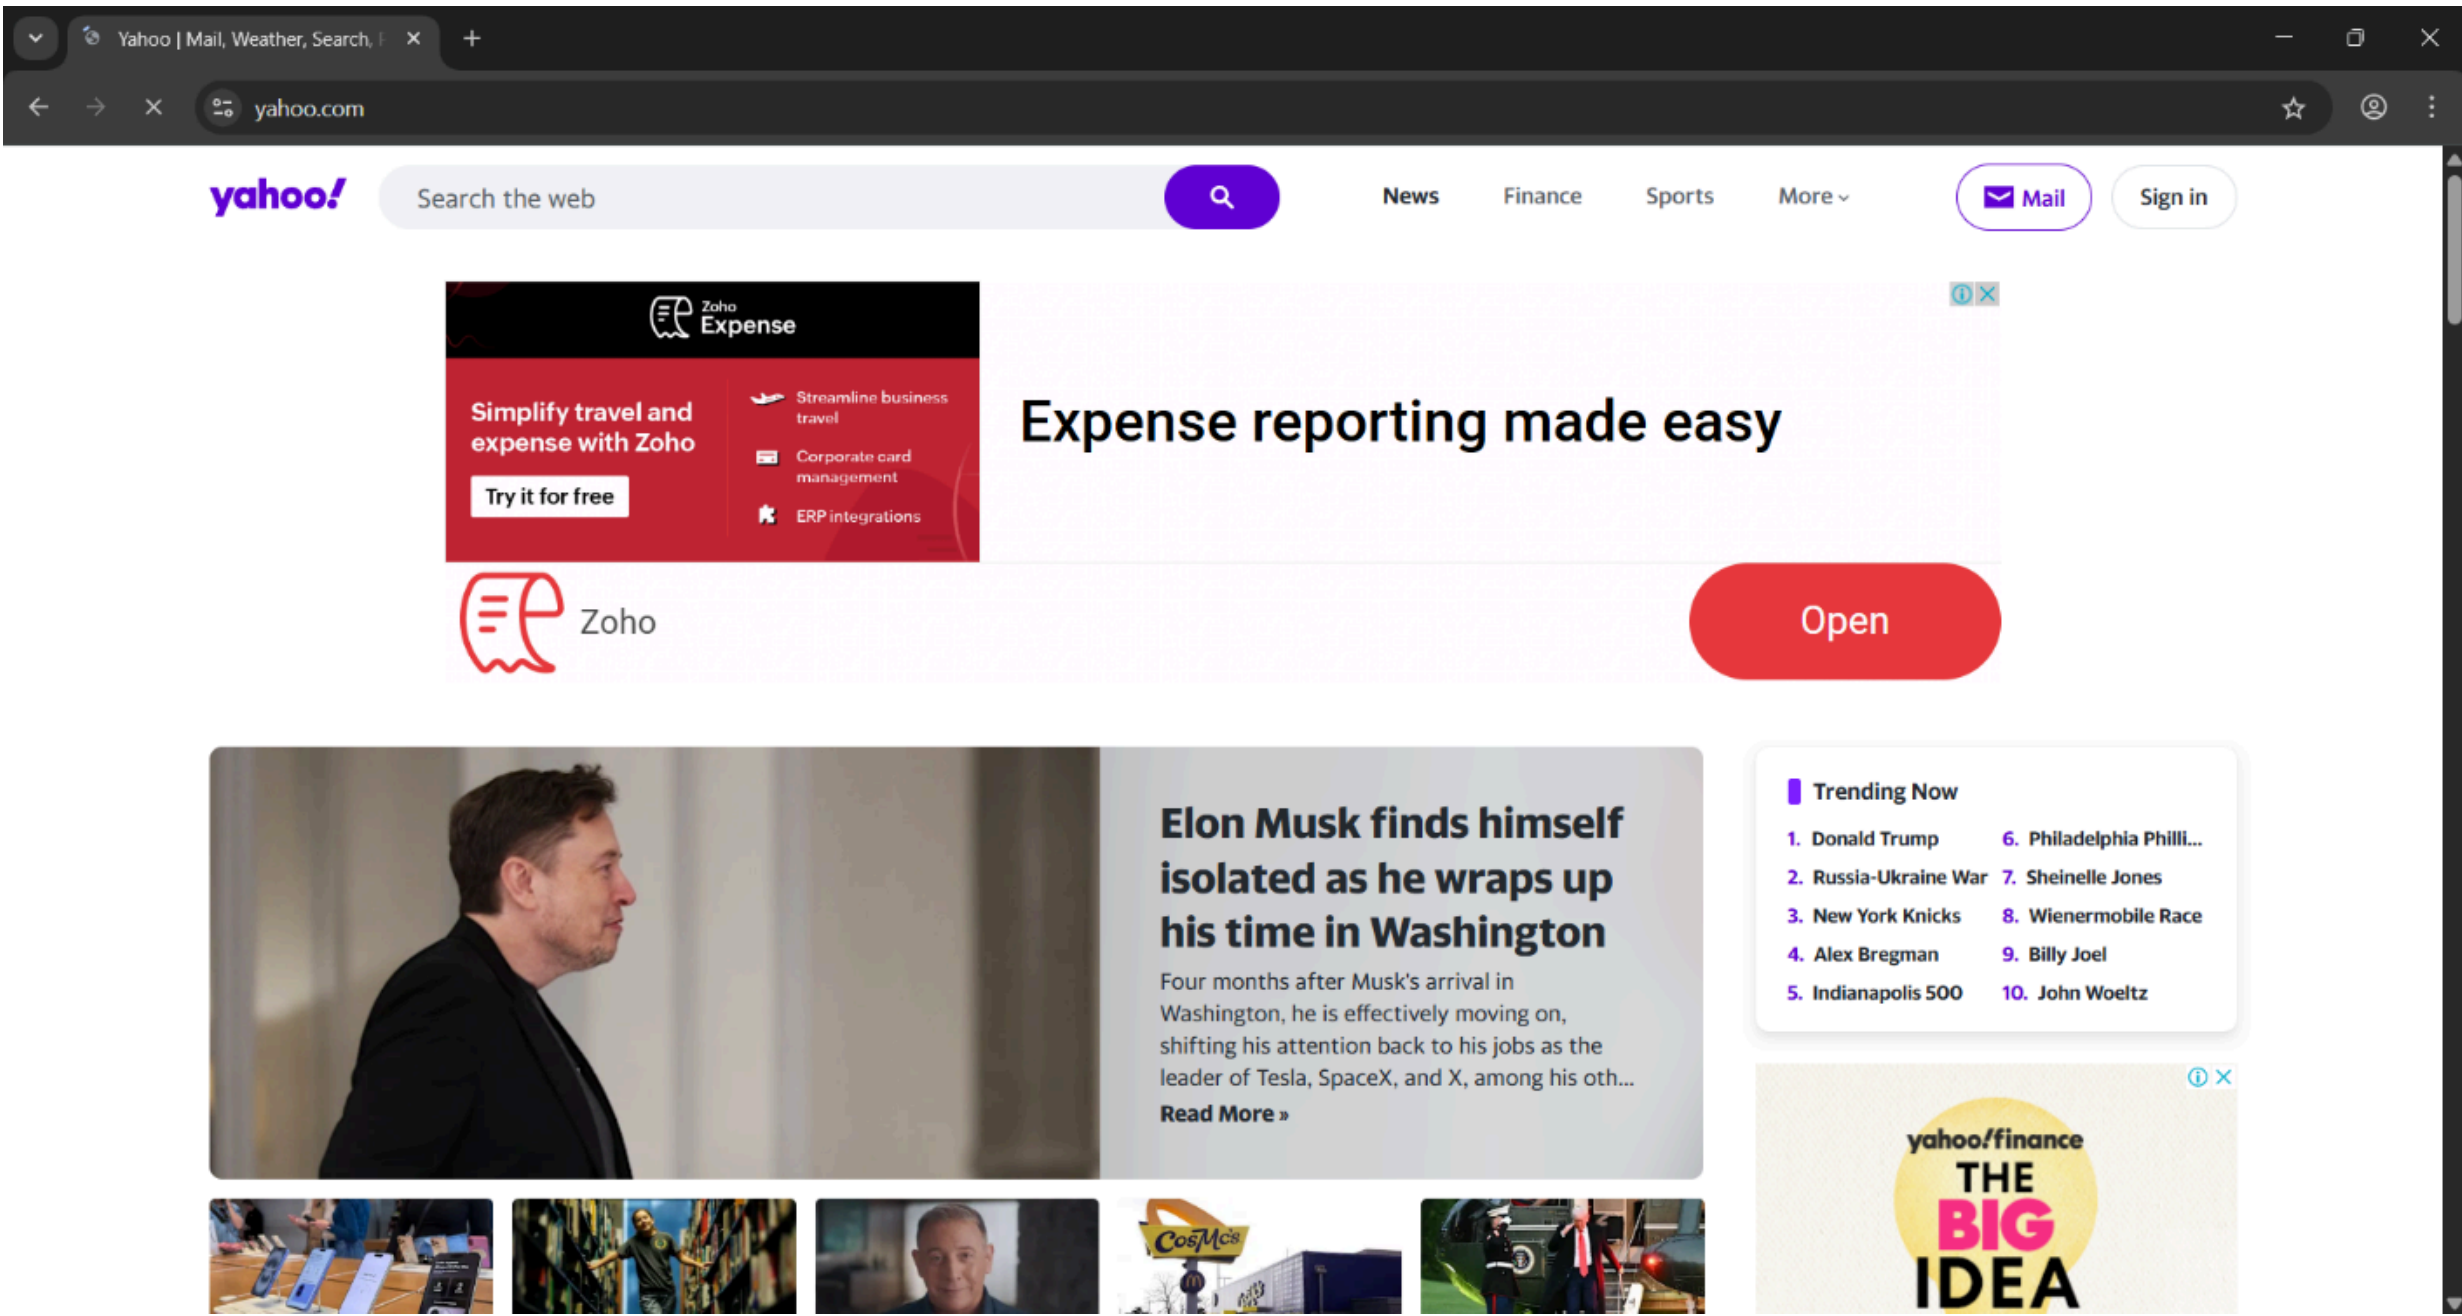 Yahoo | Mail, Weather, Search,
yahoo.com
yahoo!
Search the web
News
Finance
Sports
More
Mail
Sign in
Zoho
Expense
Simplify travel and
expense with Zoho
Try it for free
Streamline business
travel
Corporate card
management
ERP integrations
Expense reporting made easy
Zoho
Open
Elon Musk finds himself
isolated as he wraps up
his time in Washington
Four months after Musk's arrival in
Washington, he is effectively moving on,
shifting his attention back to his jobs as the
leader of Tesla, SpaceX, and X, among his oth...
Read More »
Trending Now
1. Donald Trump
2. Russia-Ukraine War
3. New York Knicks
4. Alex Bregman
5. Indianapolis 500
6. Philadelphia Philli...
7. Sheinelle Jones
8. Wienermobile Race
9. Billy Joel
10. John Woeltz
yahoo!finance
THE
BIG
IDEA
CosMc's